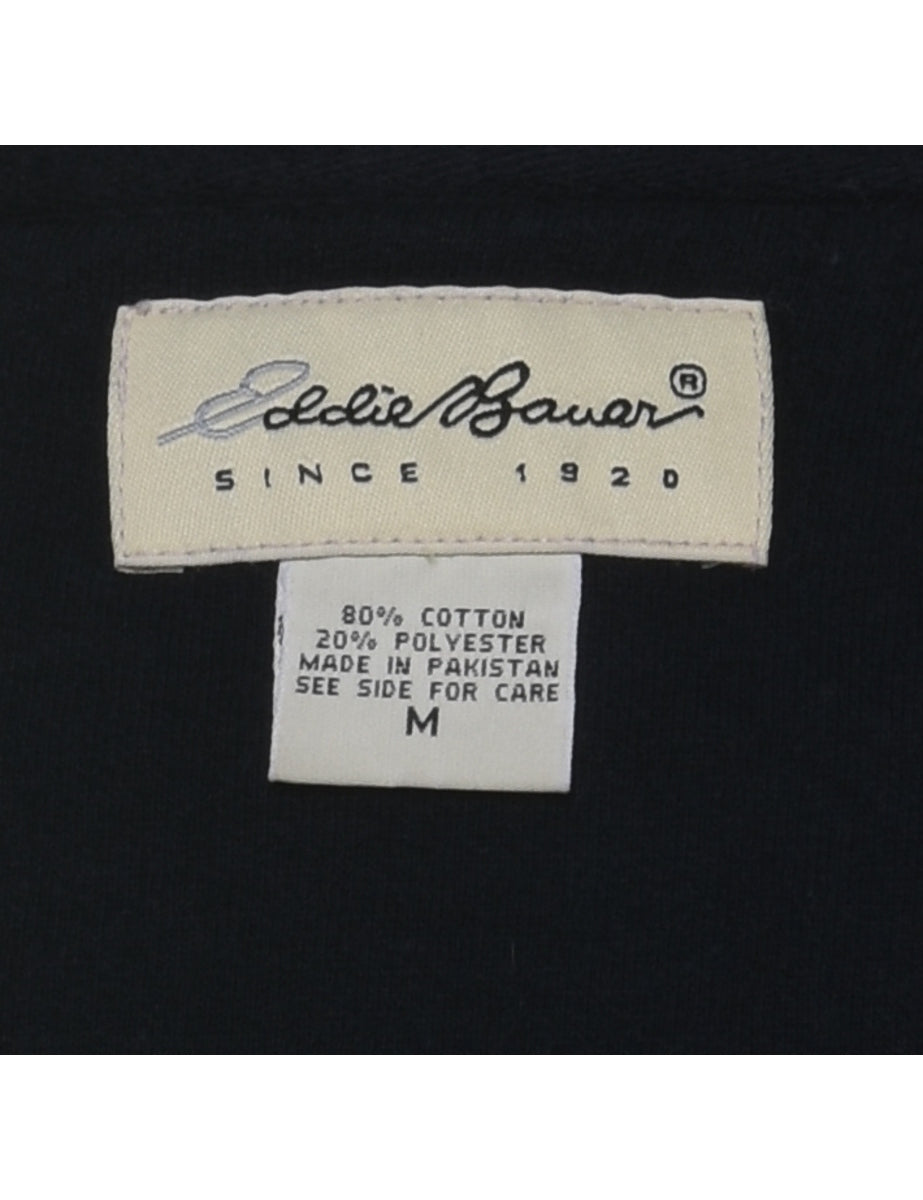 Eddie Bauer®
SINCE 1920
80% COTTON
20% POLYESTER
MADE IN PAKISTAN
SEE SIDE FOR CARE
M